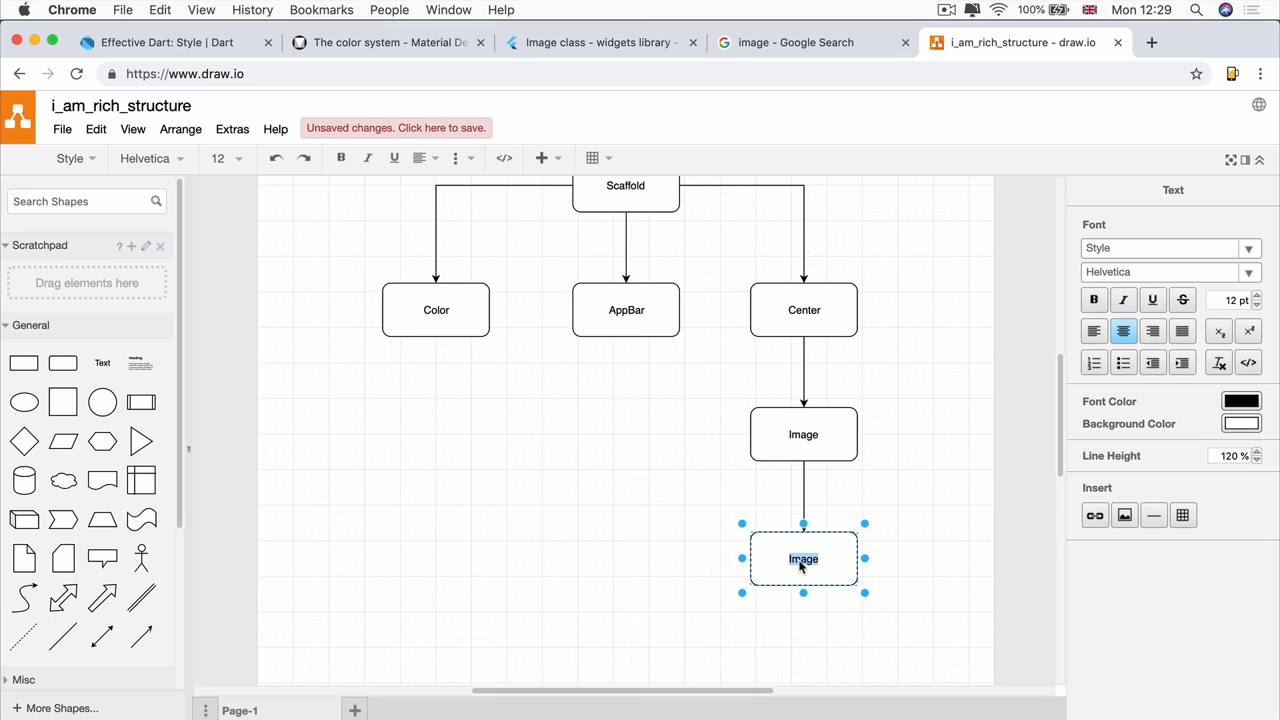 Chrome File Edit View History Bookmarks People Window Help 100% Mon 12:29
Effective Dart: Style | Dart
The color system - Material De
Image class - widgets library -
image - Google Search
i_am_rich_structure - draw.io
https://www.draw.io
i_am_rich_structure
File Edit View Arrange Extras Help Unsaved changes. Click here to save.
Style Helvetica 12 B I U </>
Search Shapes
Scratchpad ?
Drag elements here
General
Text
Heading
Misc
+ More Shapes...
Scaffold
Color AppBar Center
Image
Image
Page-1
Text
Font
Style
Helvetica
B I U S 12 pt
Font Color
Background Color
Line Height 120 %
Insert